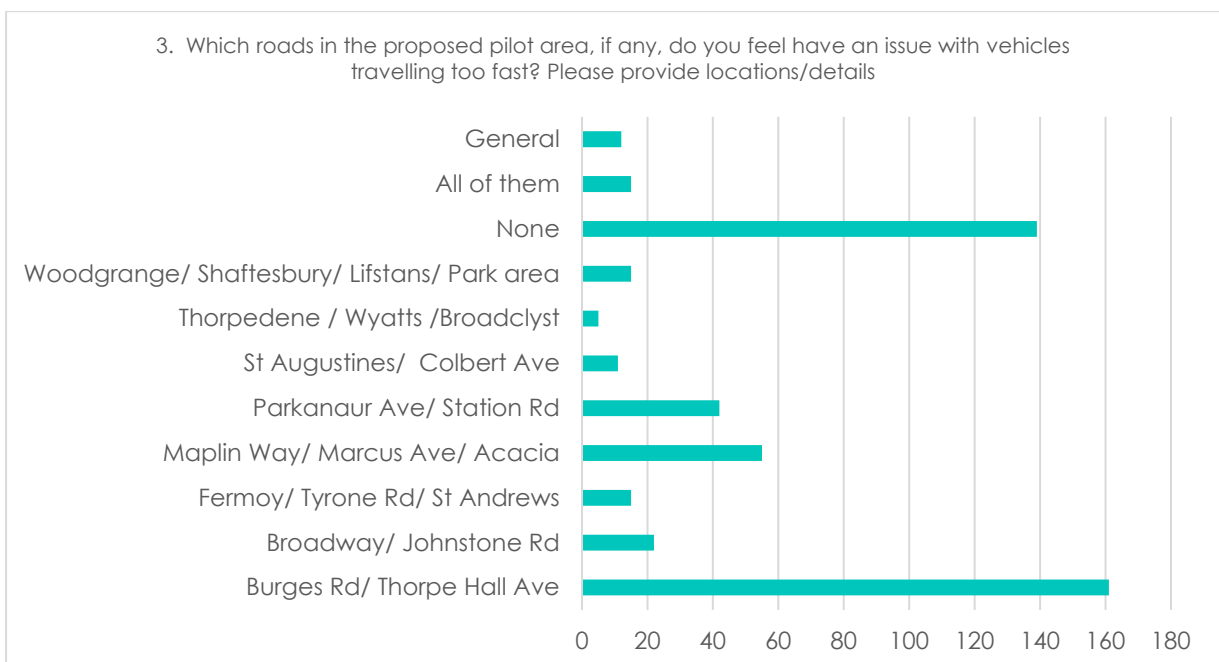 3. Which roads in the proposed pilot area, if any, do you feel have an issue with vehicles
travelling too fast? Please provide locations/details
General
All of them
None
Woodgrange/ Shaftesbury/ Lifstans/ Park area
Thorpedene / Wyatts /Broadclyst
St Augustines/ Colbert Ave
Parkanaur Ave/ Station Rd
Maplin Way/ Marcus Ave/ Acacia
Fermoy/ Tyrone Rd/ St Andrews
Broadway/ Johnstone Rd
Burges Rd/ Thorpe Hall Ave
0 20 40 60 80 100 120 140 160 180